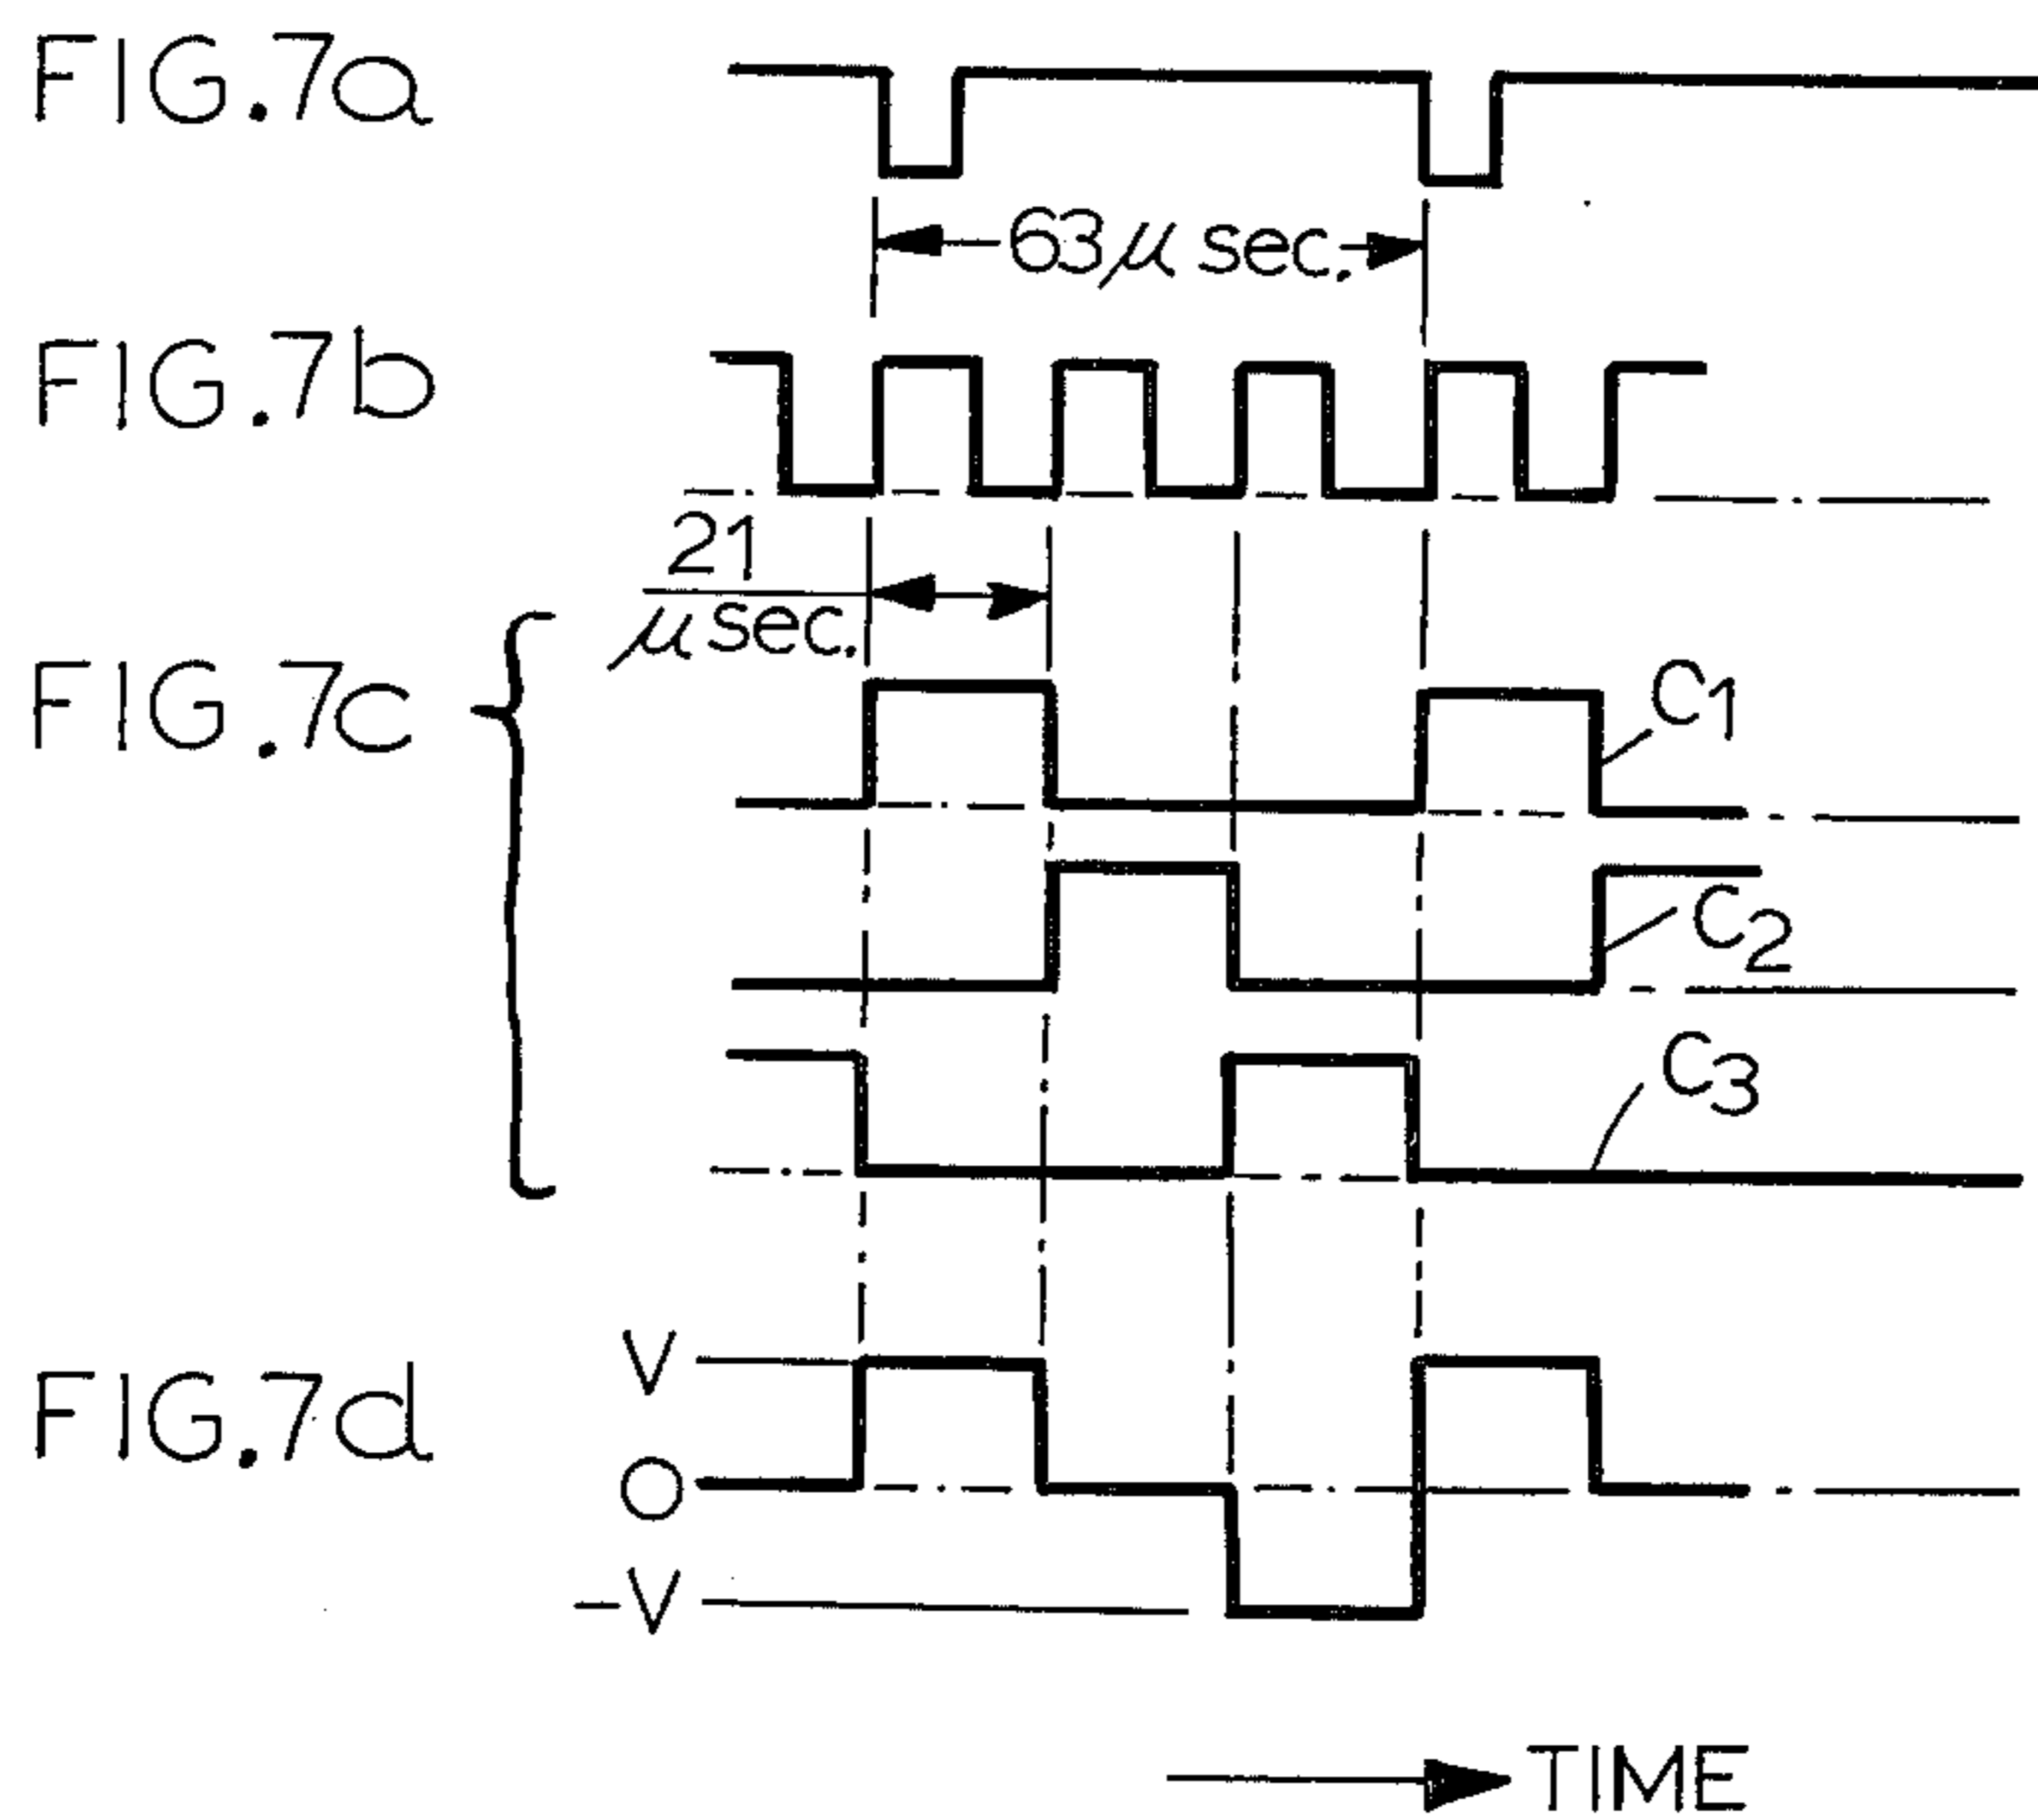 FIG.7a
63μ sec.
FIG.7b
21
μ sec.
FIG.7c
C1
C2
C3
FIG.7d
V
O
-V
TIME